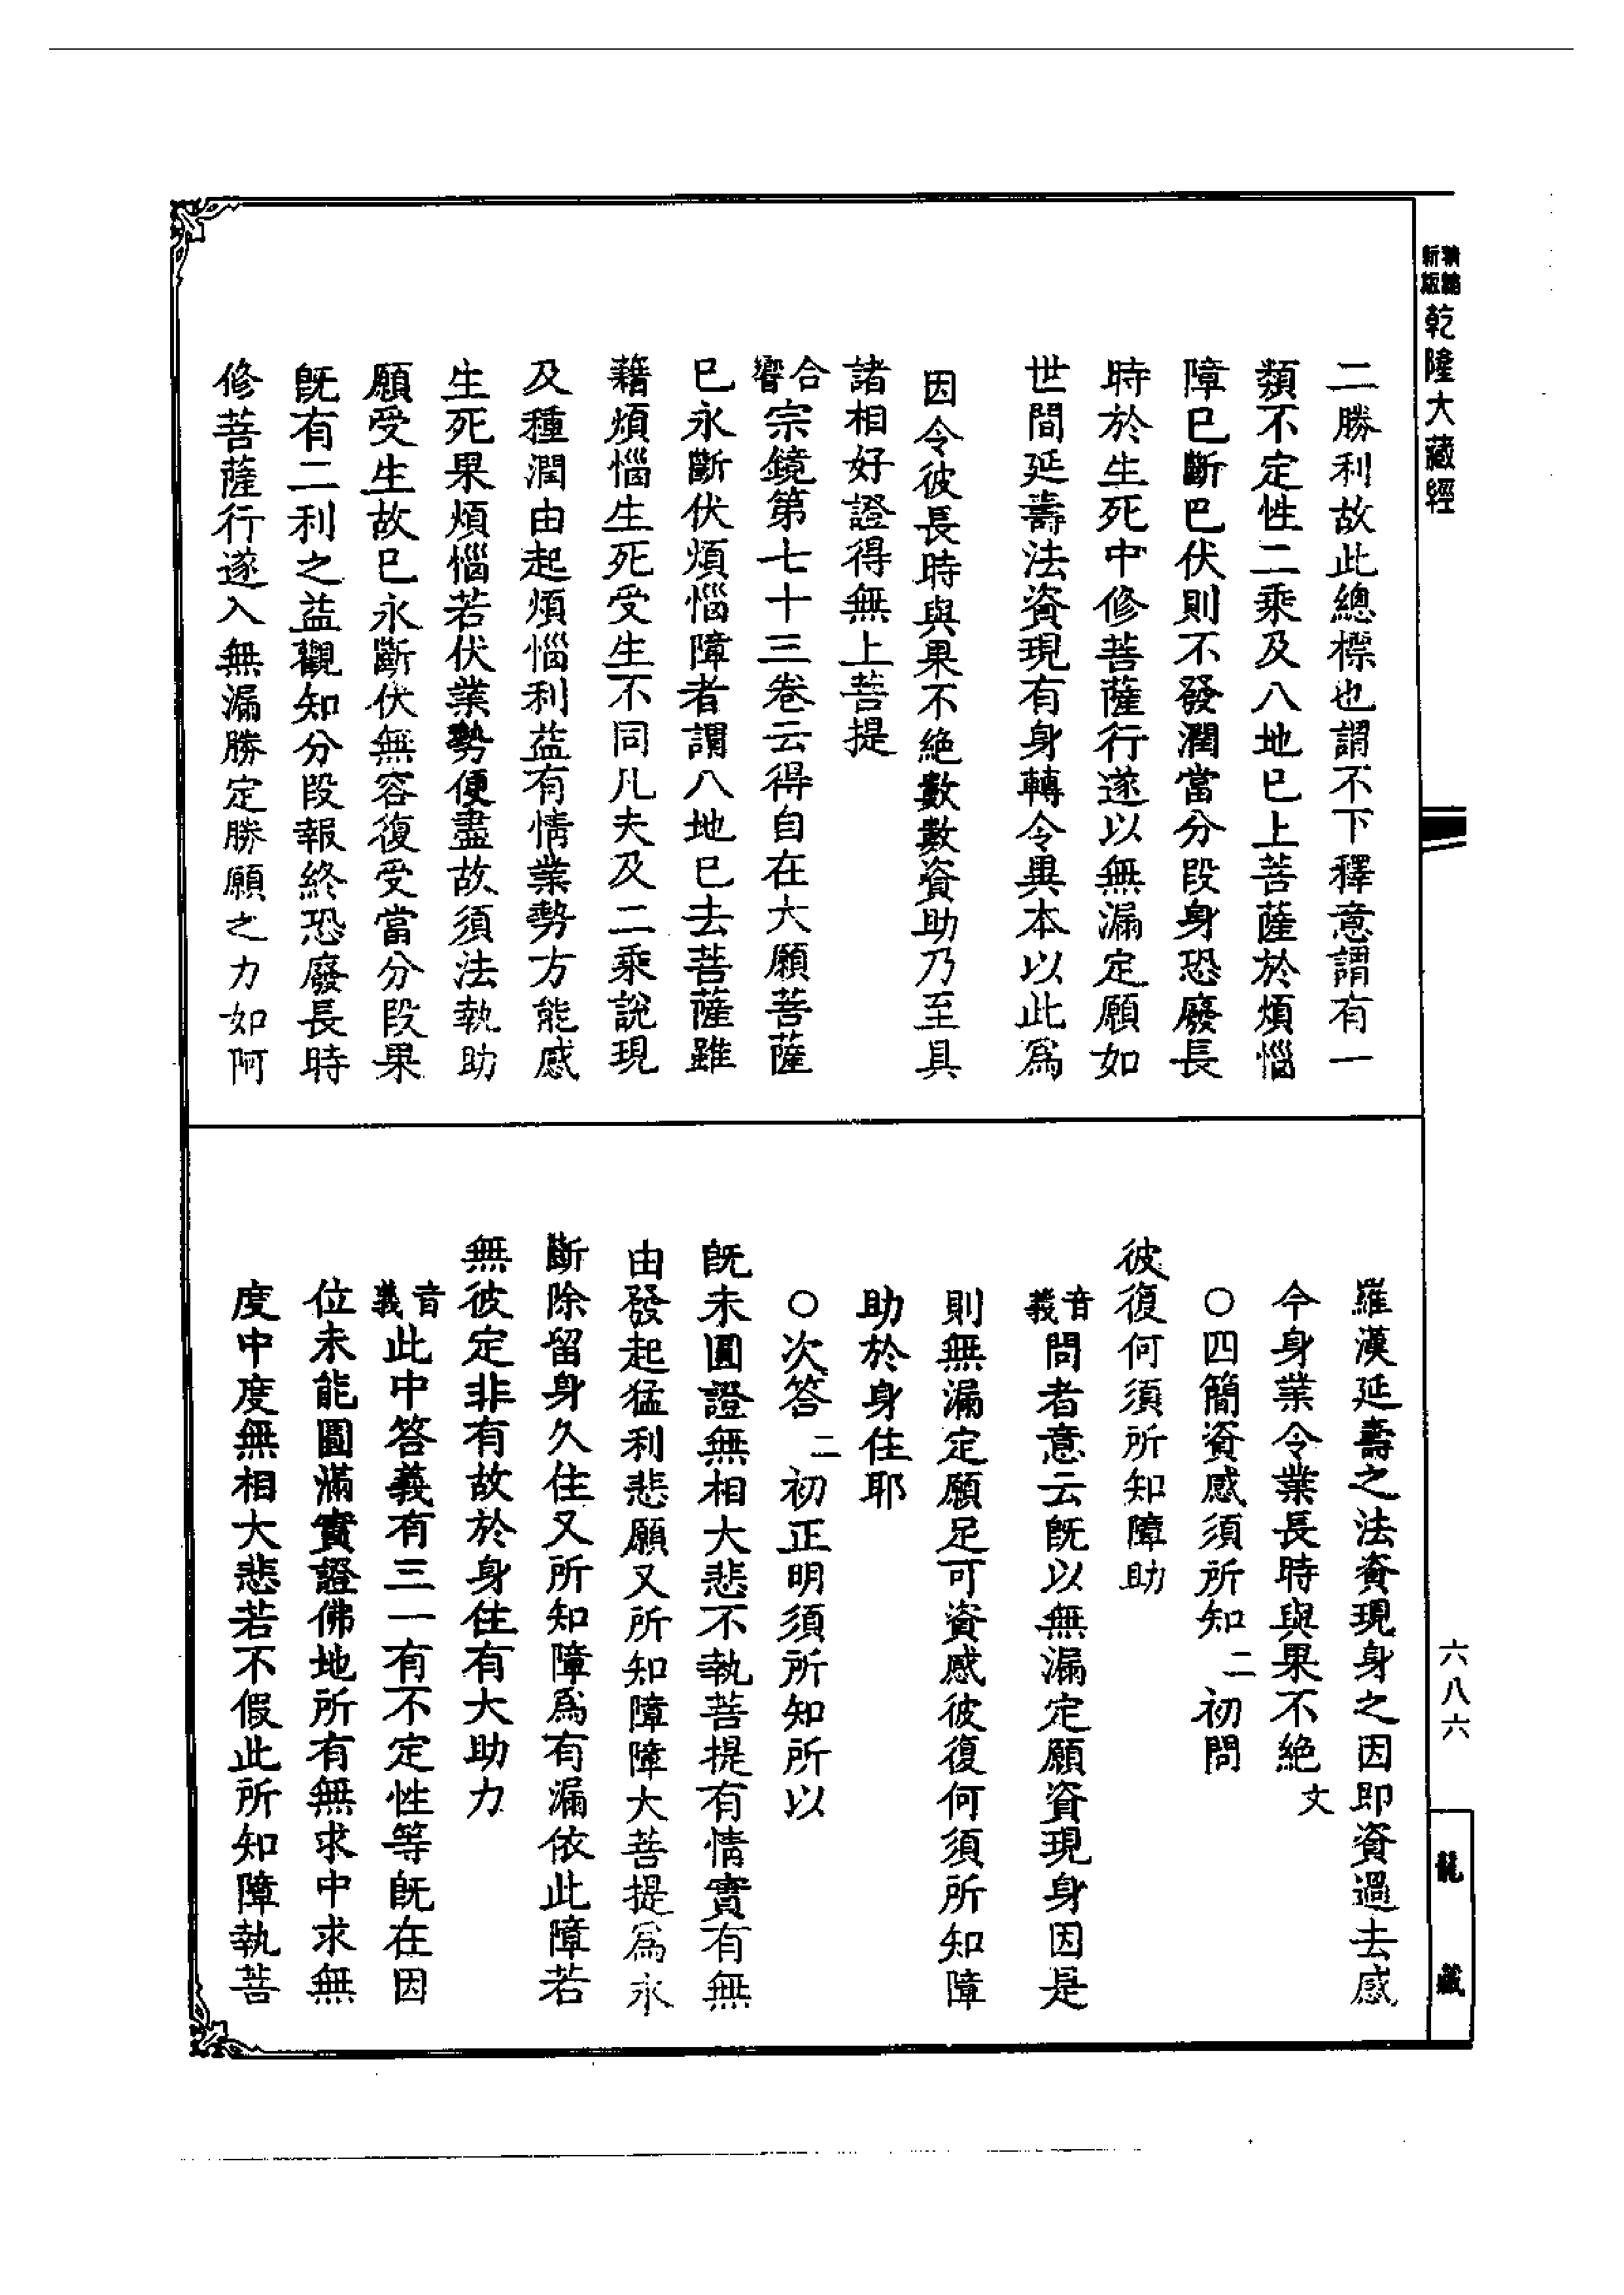 新編縮版乾隆大藏經
二勝利故此總標也謂不下釋意謂有一
類不定性二乘及八地已上菩薩於煩惱
障已斷已伏則不發潤當分段身恐廢長
時於生死中修菩薩行遂以無漏定願如
世間延壽法資現有身轉令異本以此為
因令彼長時與果不絕數數資助乃至具
諸相好證得無上菩提
合響宗鏡第七十三卷云得自在大願菩薩
已永斷伏煩惱障者謂八地已去菩薩雖
藉煩惱生死受生不同凡夫及二乘說現
及種潤由起煩惱利益有情業勢方能感
生死果煩惱若伏業勢便盡故須法執助
願受生故已永斷伏無容復受當分段果
旣有二利之益觀知分段報終恐廢長時
修菩薩行遂入無漏勝定勝願之力如阿
羅漢延壽之法資現身之因即資過去感
今身業令業長時與果不絕文
○四簡資感須所知二初問
彼復何須所知障助
音義問者意云旣以無漏定願資現身因是
則無漏定願足可資感彼復何須所知障
助於身住耶
○次答二初正明須所知所以
旣未圓證無相大悲不執菩提有情實有無
由發起猛利悲願又所知障障大菩提為永
斷除留身久住又所知障為有漏依此障若
無彼定非有故於身住有大助力
音義此中答義有三一有不定性等旣在因
位未能圓滿實證佛地所有無求中求無
度中度無相大悲若不假此所知障執菩
六八六
龍藏